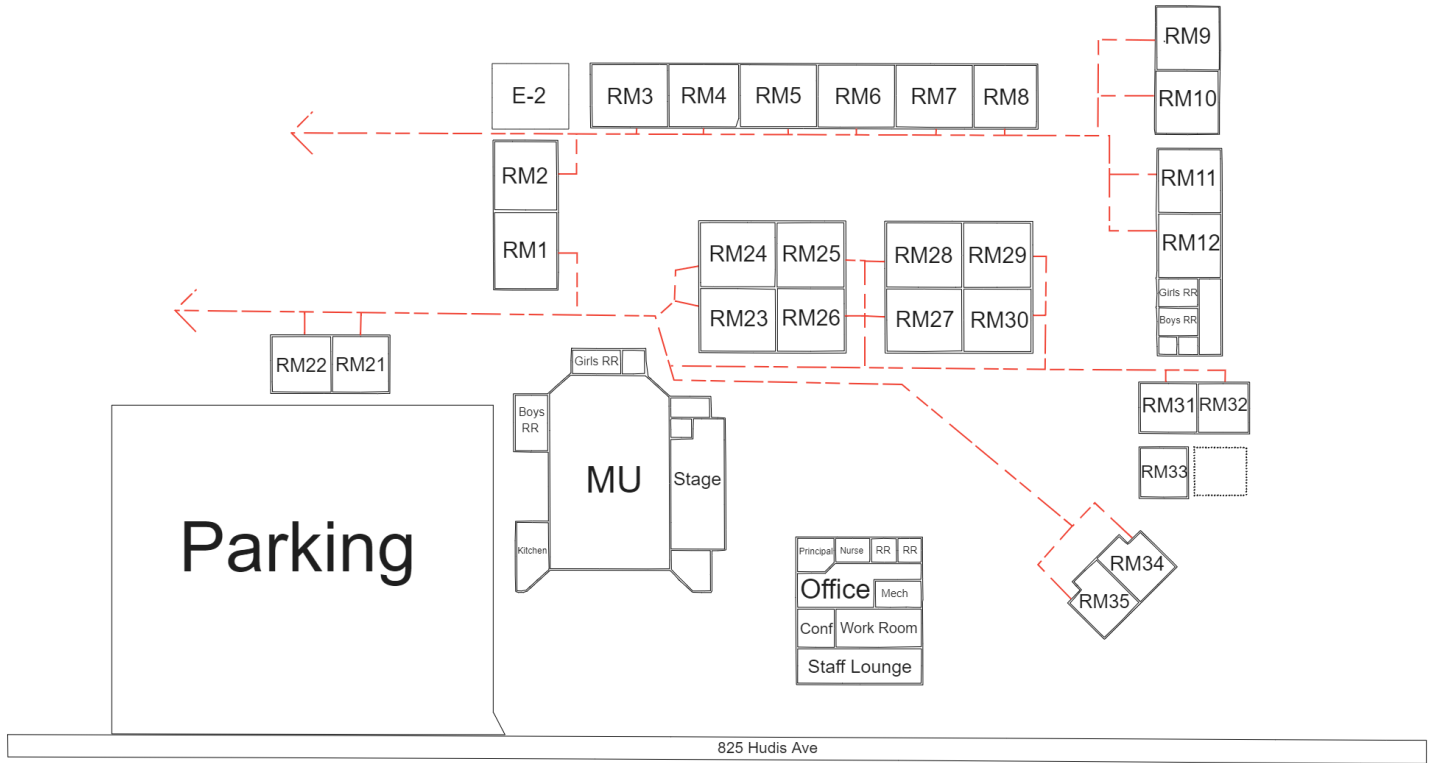 RM9
E-2
RM3
RM4
RM5
RM6
RM7
RM8
RM10
RM2
RM11
RM1
RM24
RM25
RM28
RM29
RM12
Girls RR
RM23
RM26
RM27
RM30
Boys RR
RM22
RM21
Girls RR
Boys
RR
RM31
RM32
MU
Stage
RM33
Parking
Kitchen
Principal
Nurse
RR
RR
RM34
Office
Mech
RM35
Conf
Work Room
Staff Lounge
825 Hudis Ave